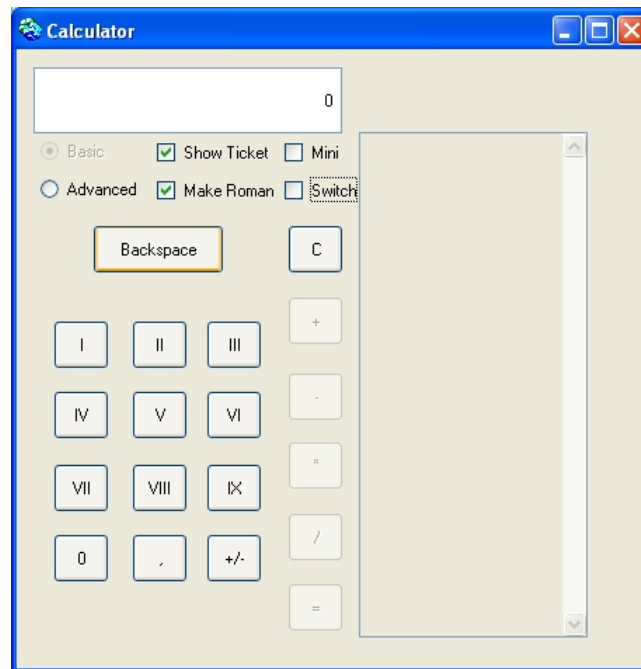 Calculator
0
Basic Show Ticket Mini
Advanced Make Roman Switch
Backspace C
+
I II III
-
IV V VI
*
VII VIII IX
/
0 , +/-
=